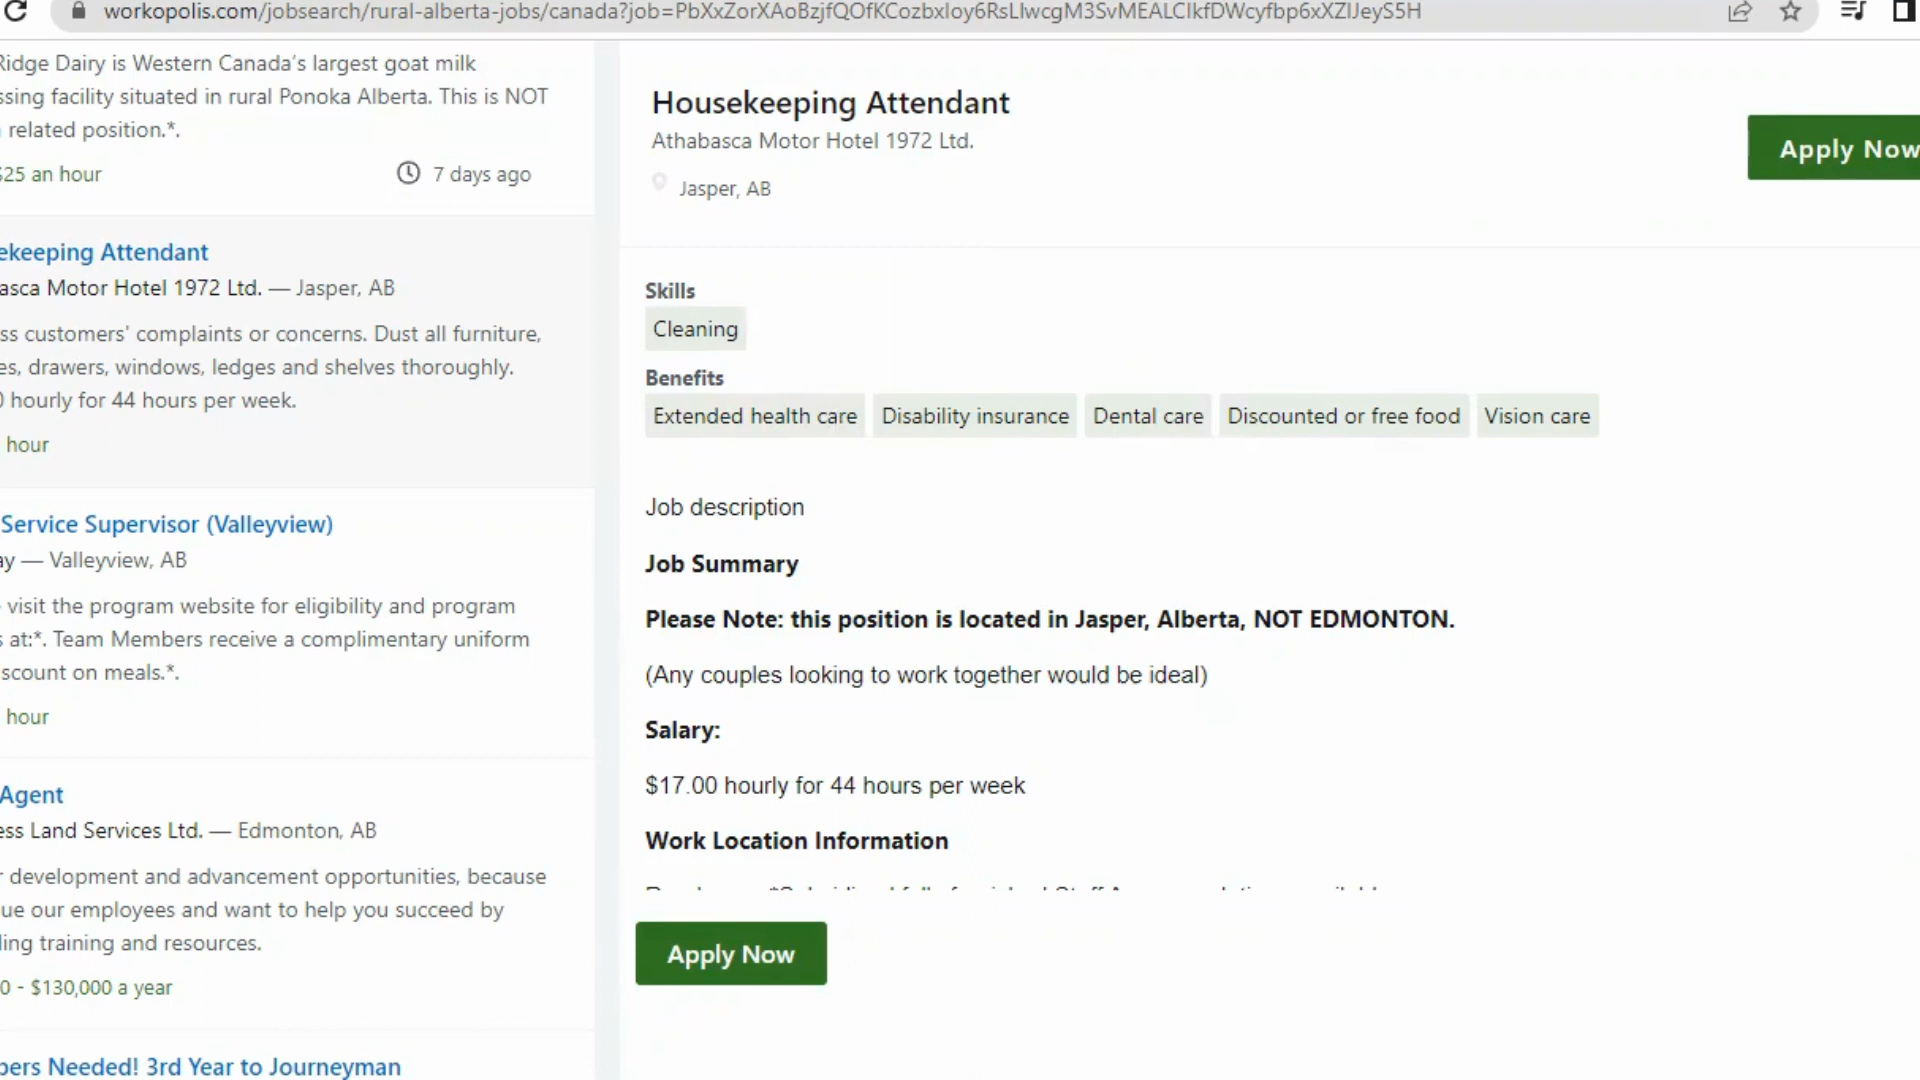 workopolis.com/jobsearch/rural-alberta-jobs/canada?job=PbXxZorXAoBzjfQOfKCozbxIoy6RsLIwcgM3SvMEALCIkfDWcyfbp6xXZIJeyS5H
Ridge Dairy is Western Canada's largest goat milk
ssing facility situated in rural Ponoka Alberta. This is NOT
related position.*.
$25 an hour
7 days ago
ekeeping Attendant
asca Motor Hotel 1972 Ltd. — Jasper, AB
ss customers' complaints or concerns. Dust all furniture,
es, drawers, windows, ledges and shelves thoroughly.
0 hourly for 44 hours per week.
hour
Service Supervisor (Valleyview)
ay — Valleyview, AB
visit the program website for eligibility and program
s at:*. Team Members receive a complimentary uniform
scount on meals.*.
hour
Agent
ess Land Services Ltd. — Edmonton, AB
r development and advancement opportunities, because
ue our employees and want to help you succeed by
ding training and resources.
0 - $130,000 a year
bers Needed! 3rd Year to Journeyman
Housekeeping Attendant
Athabasca Motor Hotel 1972 Ltd.
Jasper, AB
Apply Now
Skills
Cleaning
Benefits
Extended health care Disability insurance Dental care Discounted or free food Vision care
Job description
Job Summary
Please Note: this position is located in Jasper, Alberta, NOT EDMONTON.
(Any couples looking to work together would be ideal)
Salary:
$17.00 hourly for 44 hours per week
Work Location Information
Apply Now